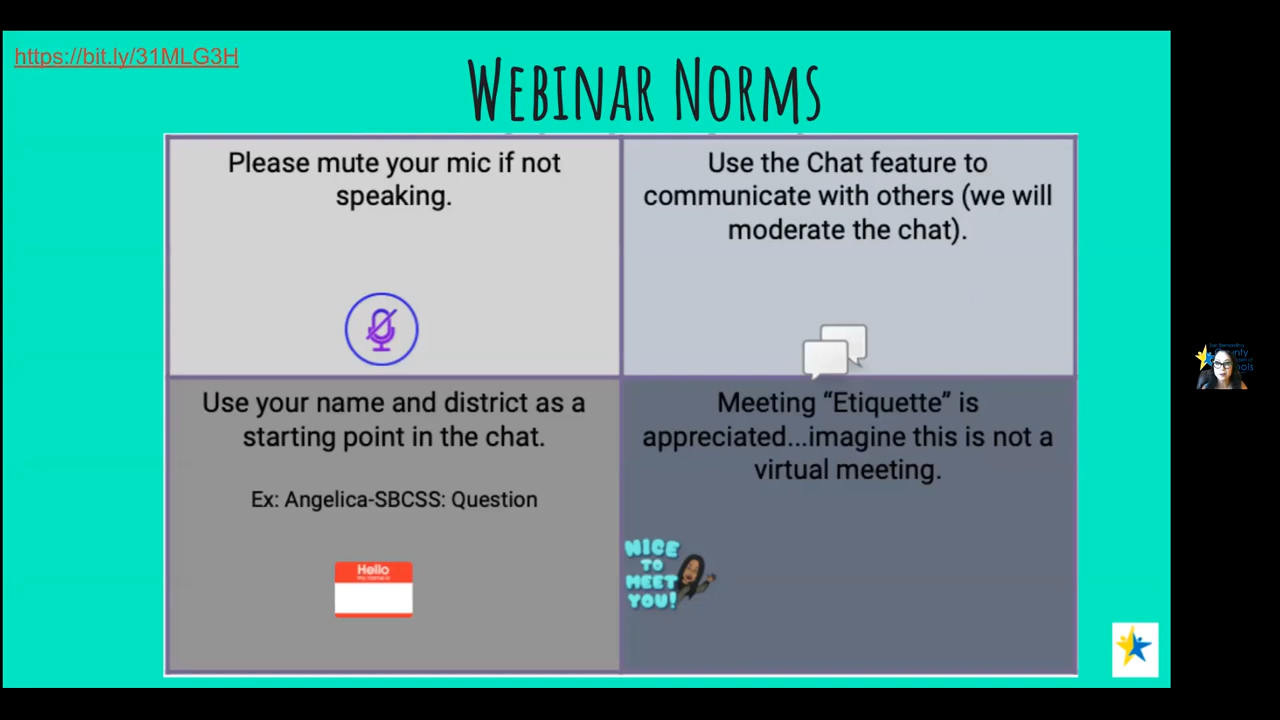 https://bit.ly/31MLG3H
Webinar Norms
Please mute your mic if not
speaking.
Use the Chat feature to
communicate with others (we will
moderate the chat).
Use your name and district as a
starting point in the chat.
Ex: Angelica-SBCSS: Question
Hello
Meeting “Etiquette” is
appreciated...imagine this is not a
virtual meeting.
NICE
TO
MEET
YOU!